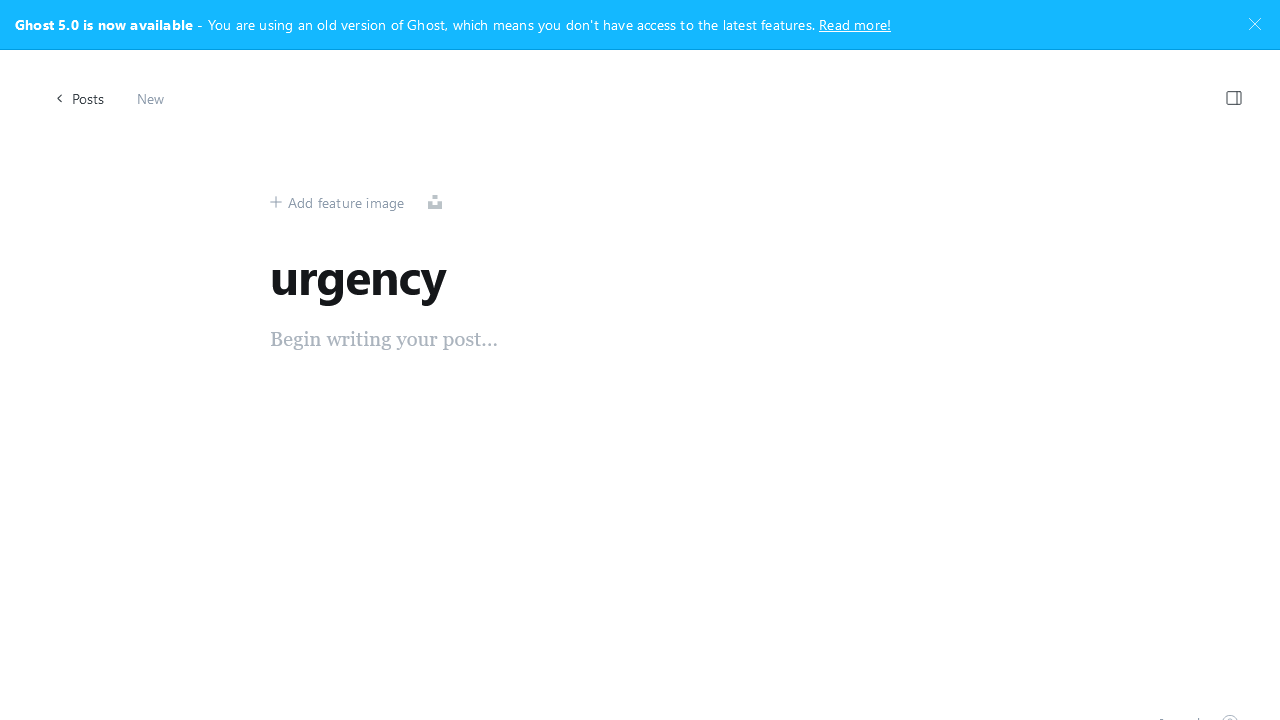 Ghost 5.0 is now available - You are using an old version of Ghost, which means you don't have access to the latest features. Read more!
Posts New
Add feature image
urgency
Begin writing your post...